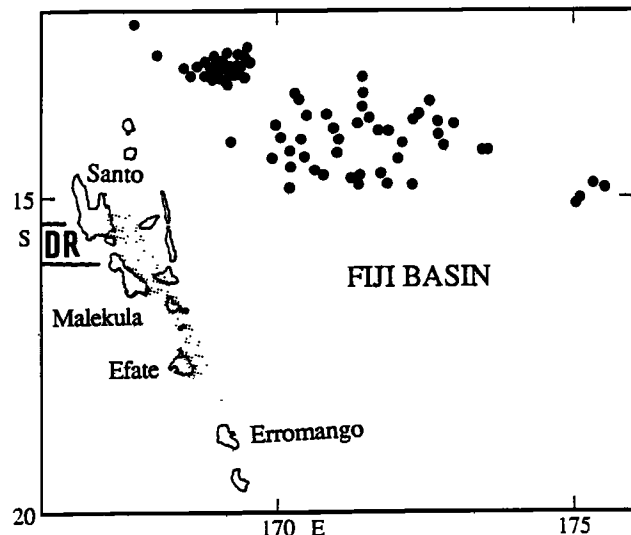 Santo
15
S
DR
FIJI BASIN
Malekula
Efate
Erromango
20
170 E
175